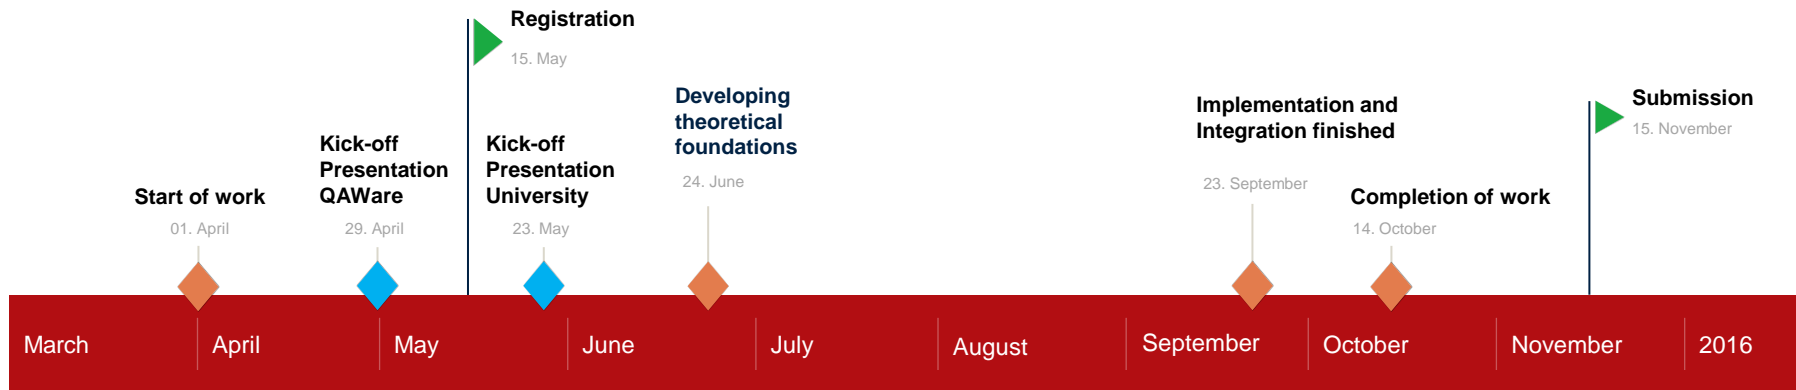 Registration
15. May
Developing
theoretical
foundations
24. June
Implementation and
Integration finished
23. September
Submission
15. November
Kick-off
Presentation
QAWare
29. April
Kick-off
Presentation
University
23. May
Start of work
01. April
Completion of work
14. October
March
April
May
June
July
August
September
October
November
2016